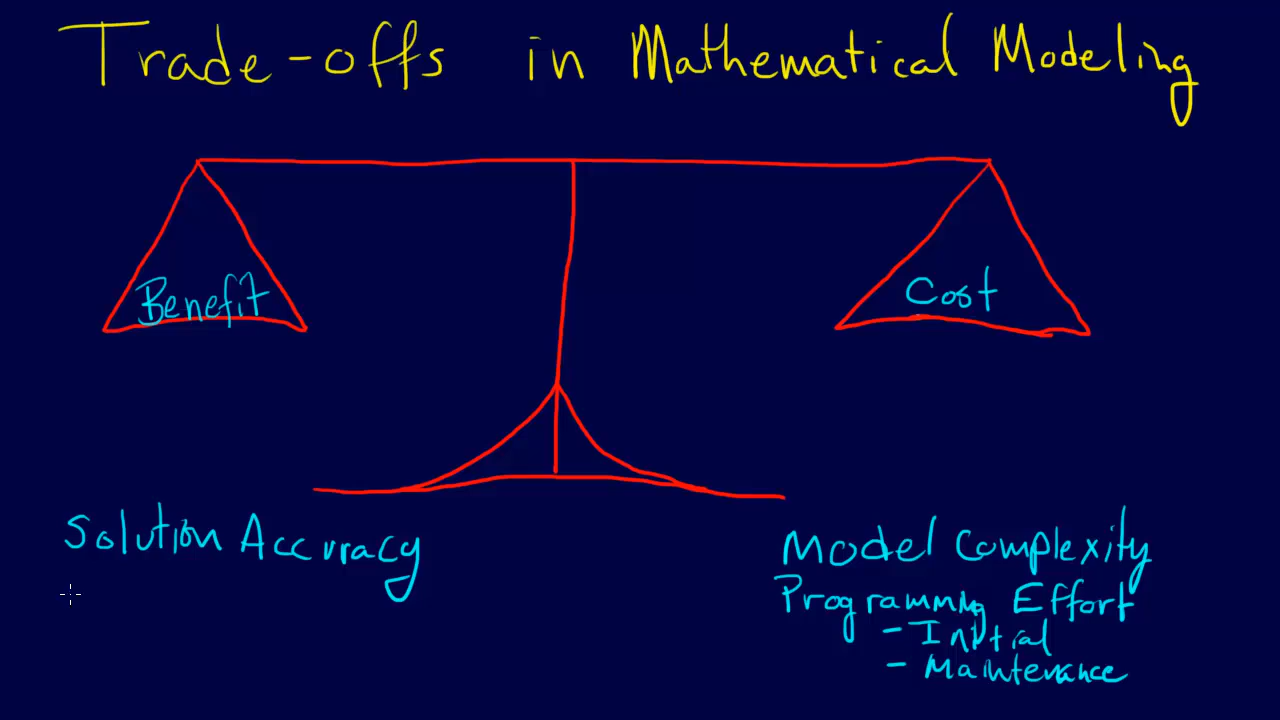 Trade-offs in Mathematical Modeling
Benefit
Cost
Solution Accuracy
Model Complexity
Programming Effort
- Initial
- Maintenance